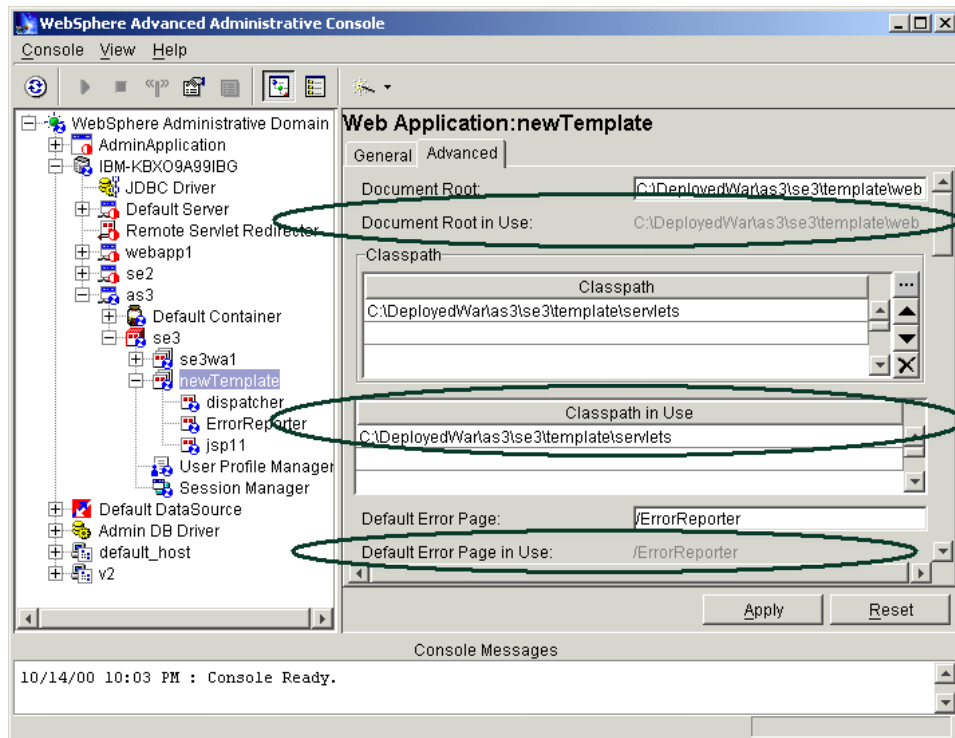 WebSphere Advanced Administrative Console
Console View Help
WebSphere Administrative Domain
AdminApplication
IBM-KBXO9A99IBG
JDBC Driver
Default Server
Remote Servlet Redirector
webapp1
se2
as3
Default Container
se3
se3wa1
newTemplate
dispatcher
ErrorReporter
jsp11
User Profile Manager
Session Manager
Default DataSource
Admin DB Driver
default_host
v2
Web Application:newTemplate
General Advanced
Document Root: C:\DeployedWar\as3\se3\template\web
Document Root in Use: C:\DeployedWar\as3\se3\template\web
Classpath
Classpath
C:\DeployedWar\as3\se3\template\servlets
Classpath in Use
C:\DeployedWar\as3\se3\template\servlets
Default Error Page: /ErrorReporter
Default Error Page in Use: /ErrorReporter
Apply Reset
Console Messages
10/14/00 10:03 PM : Console Ready.